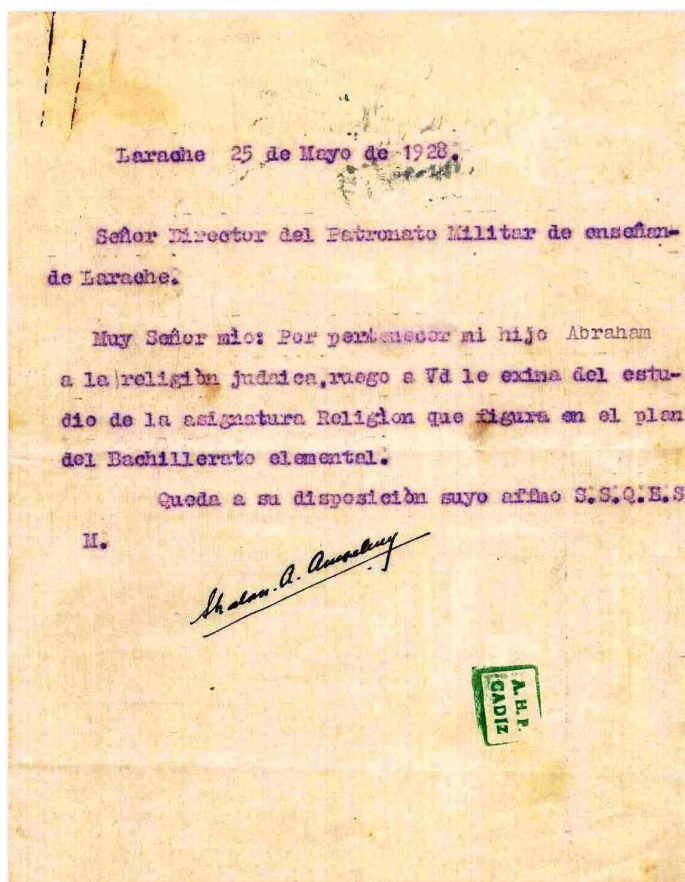 Larache 25 de Mayo de 1928.
Señor Director del Patronato Militar de enseñan-
de Larache.
Muy Señor mio: Por pertenecer mi hijo Abraham
a la religiòn judaica, ruego a Vd le exima del estu-
dio de la asignatura Religion que figura en el plan
del Bachillerato elemental.
Queda a su disposiciòn suyo affmo S.S.Q.E.S
M.
A.
A. H. P.
CADIZ